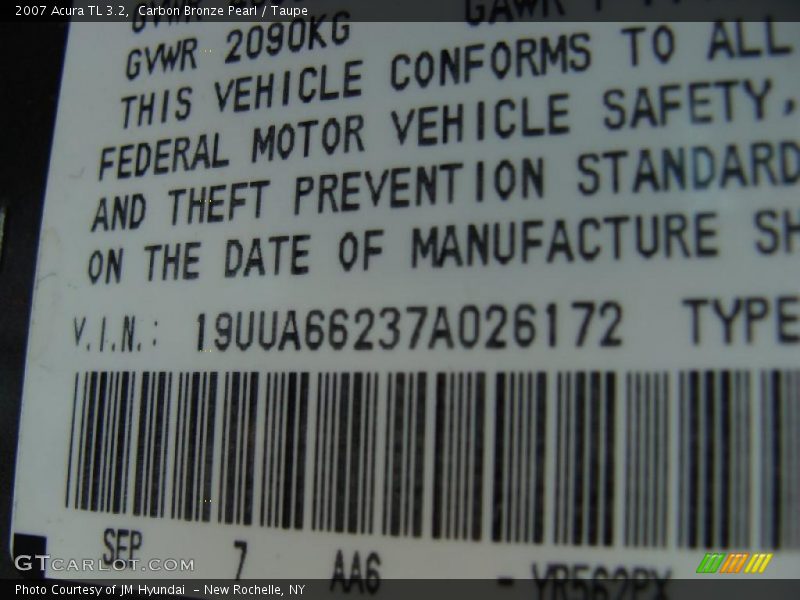 2007 Acura TL 3.2, Carbon Bronze Pearl / Taupe
GVWR 2090KG
THIS VEHICLE CONFORMS TO ALL
FEDERAL MOTOR VEHICLE SAFETY,
AND THEFT PREVENTION STANDARD
ON THE DATE OF MANUFACTURE SH
V.I.N.: 19UUA66237A026172 TYPE
SEP 7 AA6 - YR562PX
GTCARLOT.COM
Photo Courtesy of JM Hyundai - New Rochelle, NY